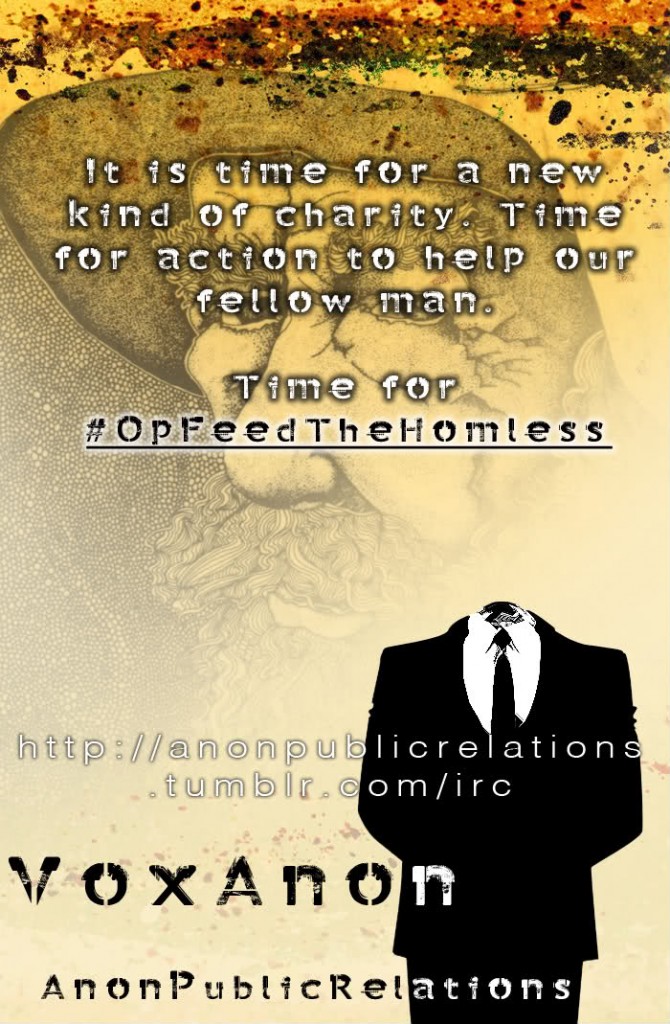 It is time for a new
kind of charity. Time
for action to help our
fellow man.
Time for
#OpFeedTheHomless
http://anonpublicrelations
.tumblr.com/irc
VoxAnon
AnonPublicRelations